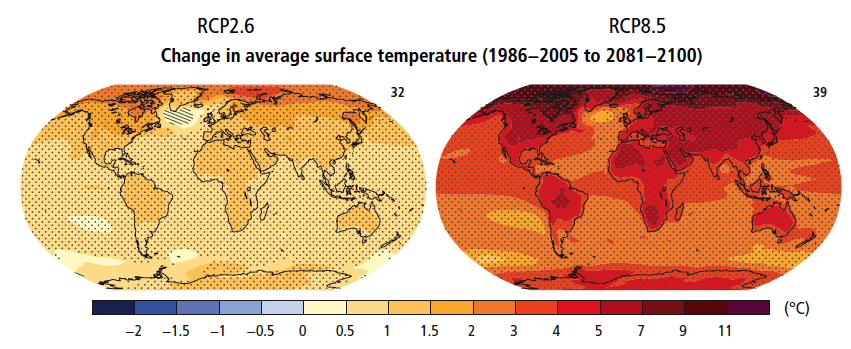 RCP2.6 RCP8.5
Change in average surface temperature (1986–2005 to 2081–2100)
32 39
(°C)
−2 −1.5 −1 −0.5 0 0.5 1 1.5 2 3 4 5 7 9 11